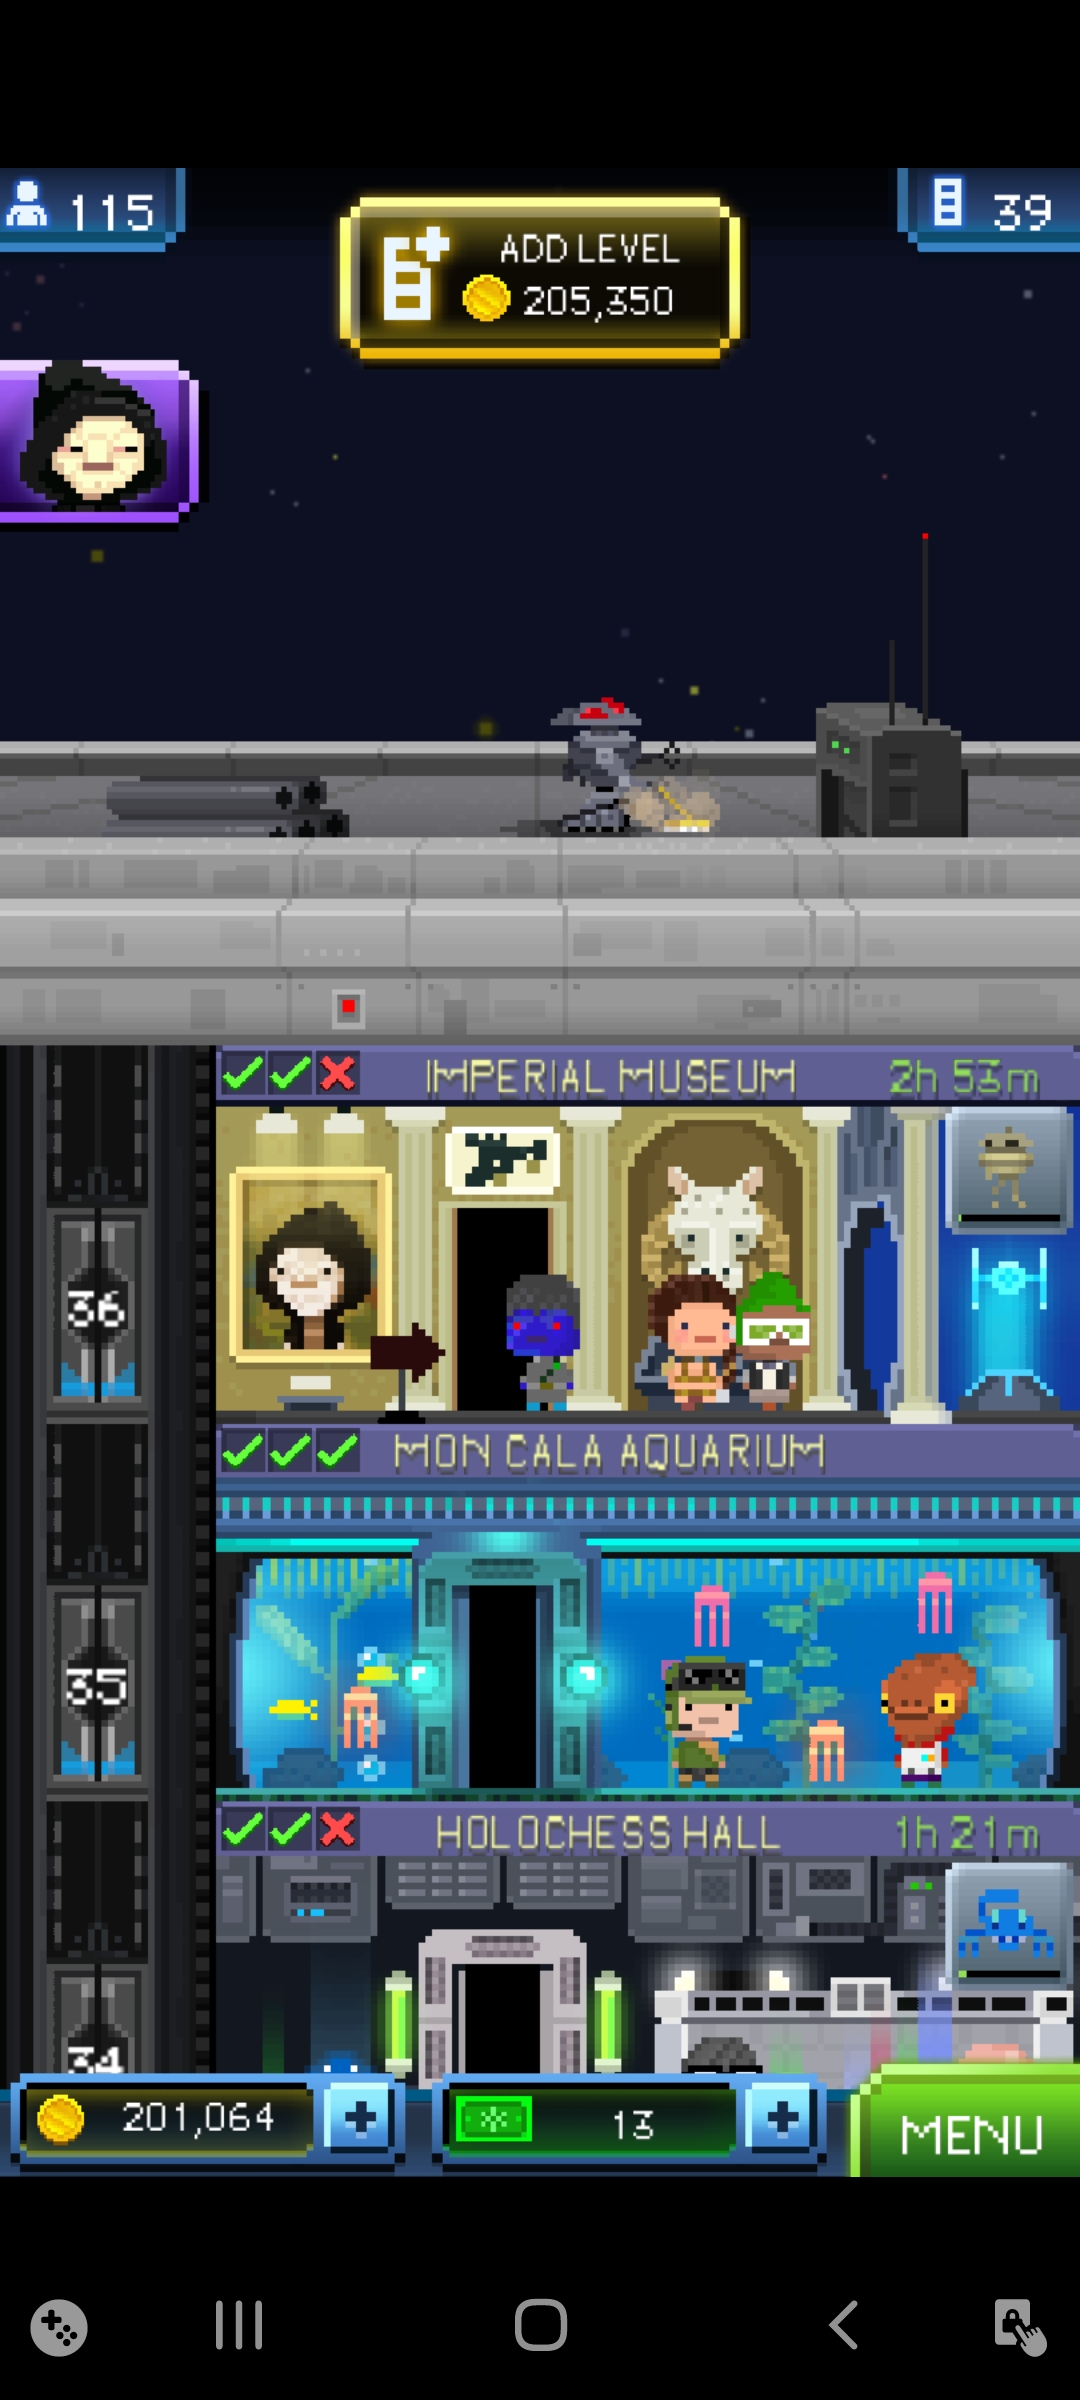 115
ADD LEVEL
205,350
39
IMPERIAL MUSEUM
2h 53m
36
MON CALA AQUARIUM
35
HOLOCHESS HALL
1h 21m
34
201,064
13
MENU